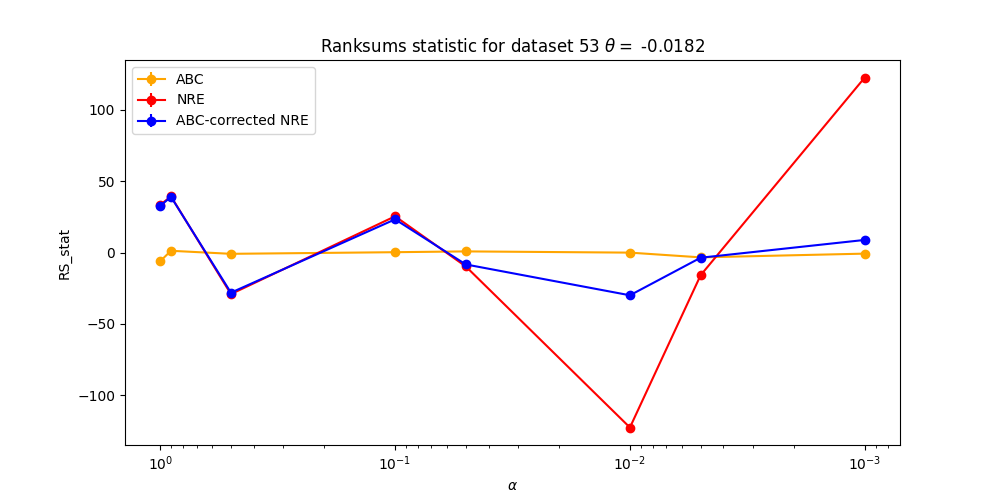 Ranksums statistic for dataset 53 $\theta =$ -0.0182
ABC
NRE
ABC-corrected NRE
RS_stat
100
50
0
−50
−100
10⁰
10⁻¹
10⁻²
10⁻³
α